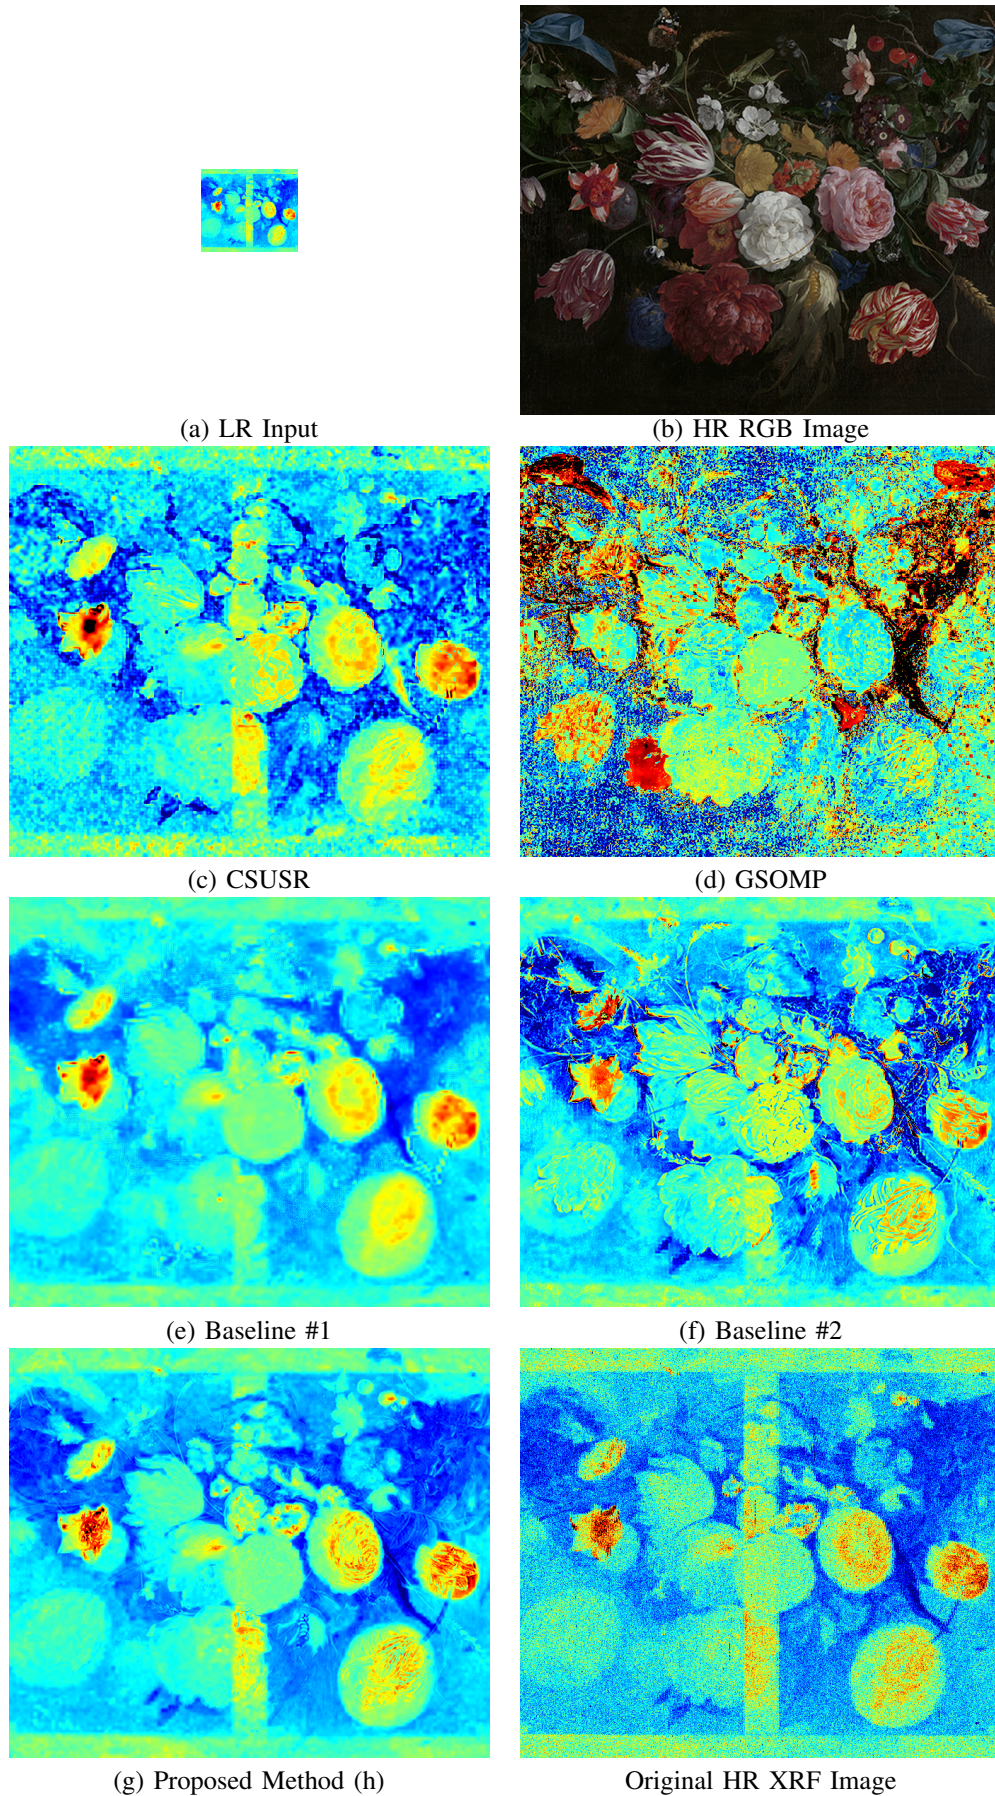 (a) LR Input
(b) HR RGB Image
(c) CSUSR
(d) GSOMP
(e) Baseline #1
(f) Baseline #2
(g) Proposed Method (h)
Original HR XRF Image